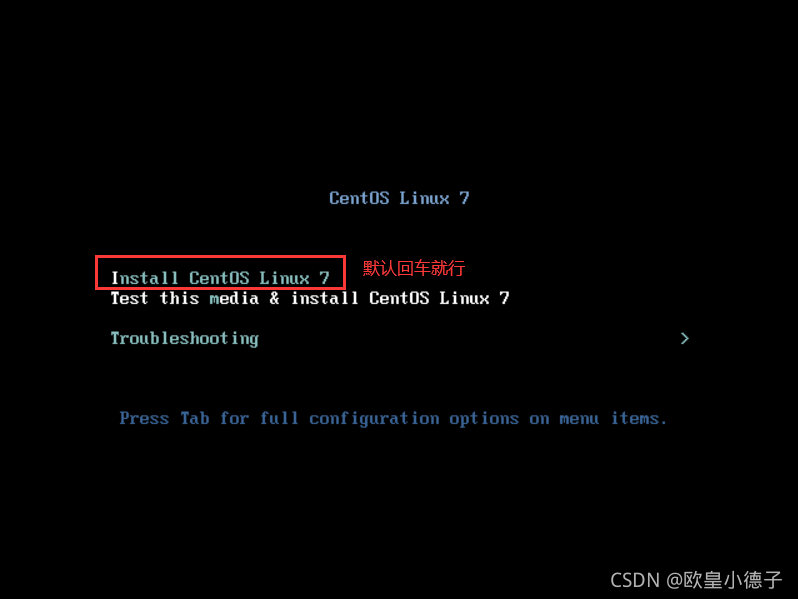 CentOS Linux 7
Install CentOS Linux 7 默认回车就行
Test this media & install CentOS Linux 7
Troubleshooting >
Press Tab for full configuration options on menu items.
CSDN @欧皇小德子